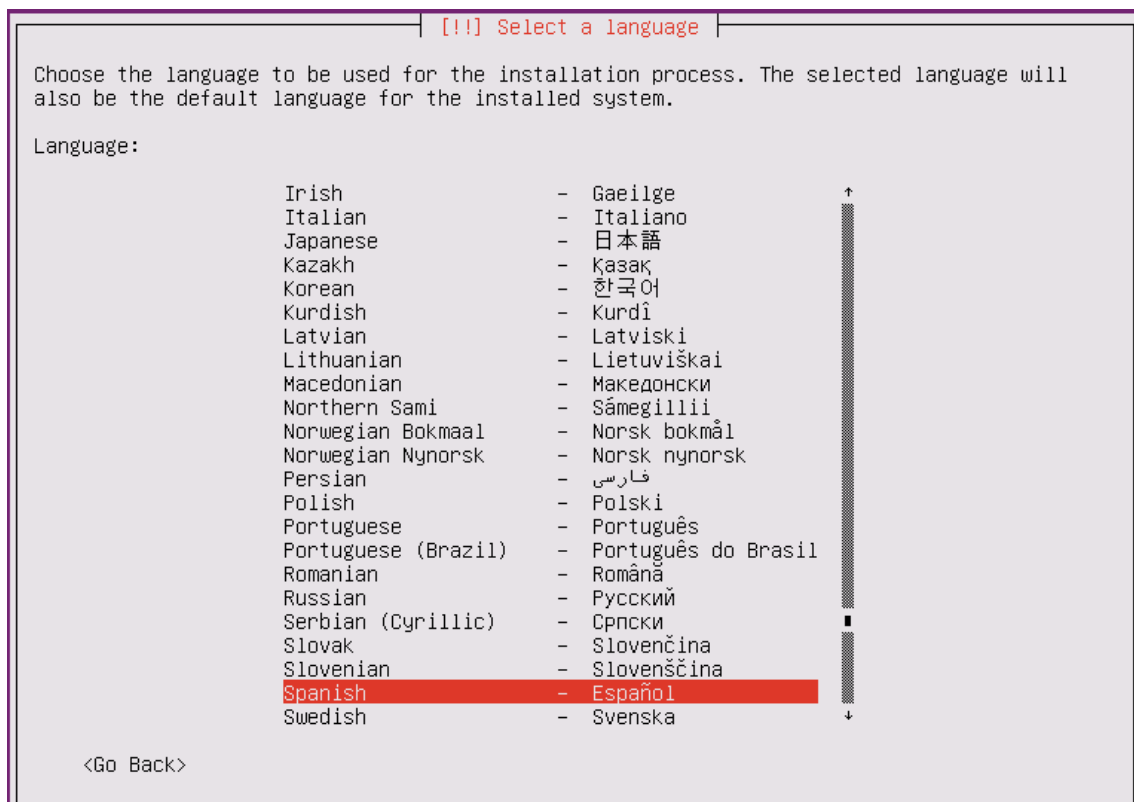 [!!] Select a language
Choose the language to be used for the installation process. The selected language will
also be the default language for the installed system.
Language:
Irish - Gaeilge
Italian - Italiano
Japanese - 日本語
Kazakh - Қазақ
Korean - 한국어
Kurdish - Kurdî
Latvian - Latviski
Lithuanian - Lietuviškai
Macedonian - Македонски
Northern Sami - Sámegillii
Norwegian Bokmaal - Norsk bokmål
Norwegian Nynorsk - Norsk nynorsk
Persian - فارسی
Polish - Polski
Portuguese - Português
Portuguese (Brazil) - Português do Brasil
Romanian - Română
Russian - Русский
Serbian (Cyrillic) - Српски
Slovak - Slovenčina
Slovenian - Slovenščina
Spanish - Español
Swedish - Svenska
<Go Back>